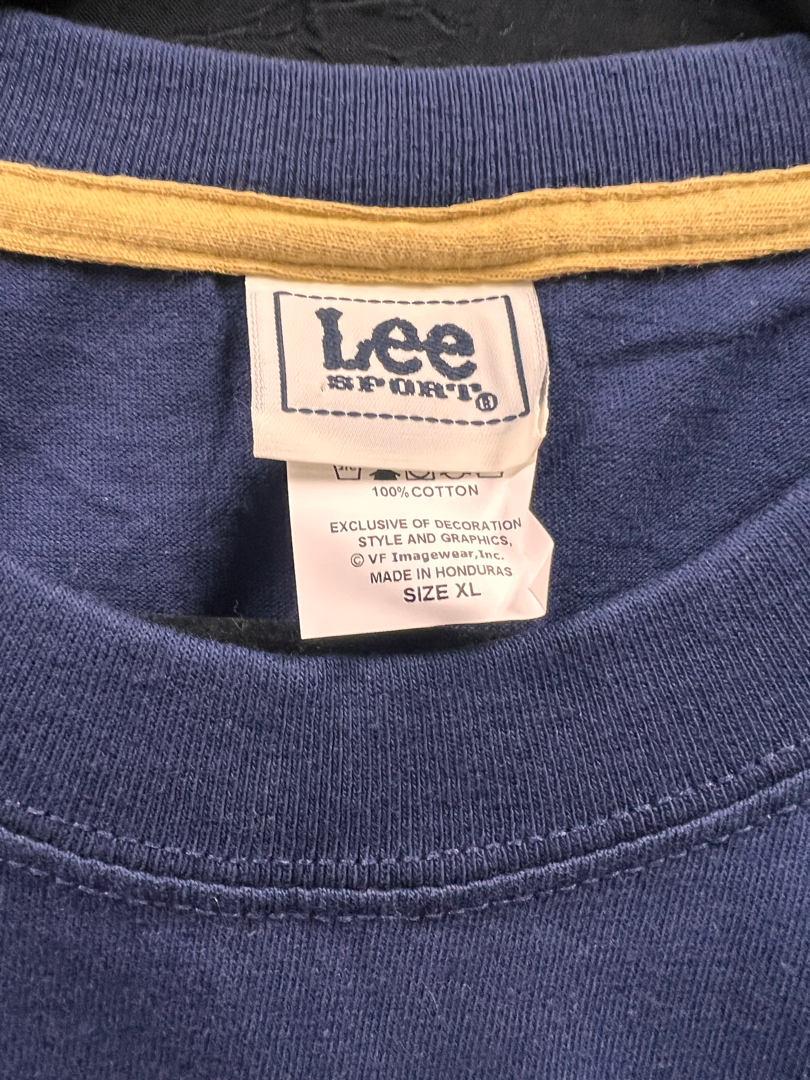 Lee
SPORT®
100% COTTON
EXCLUSIVE OF DECORATION
STYLE AND GRAPHICS,
© VF Imagewear, Inc.
MADE IN HONDURAS
SIZE XL